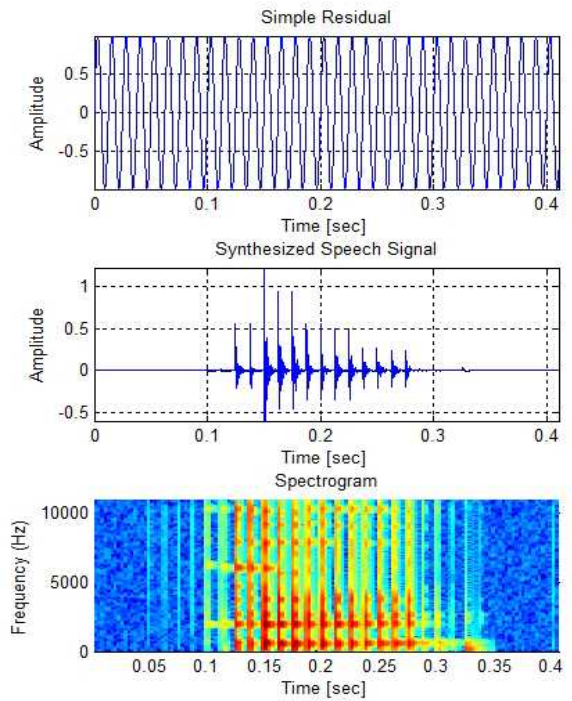 Simple Residual
Amplitude
0.5
0
-0.5
0 0.1 0.2 0.3 0.4
Time [sec]
Synthesized Speech Signal
Amplitude
1
0.5
0
-0.5
0 0.1 0.2 0.3 0.4
Time [sec]
Spectrogram
Frequency (Hz)
10000
5000
0
0.05 0.1 0.15 0.2 0.25 0.3 0.35 0.4
Time [sec]